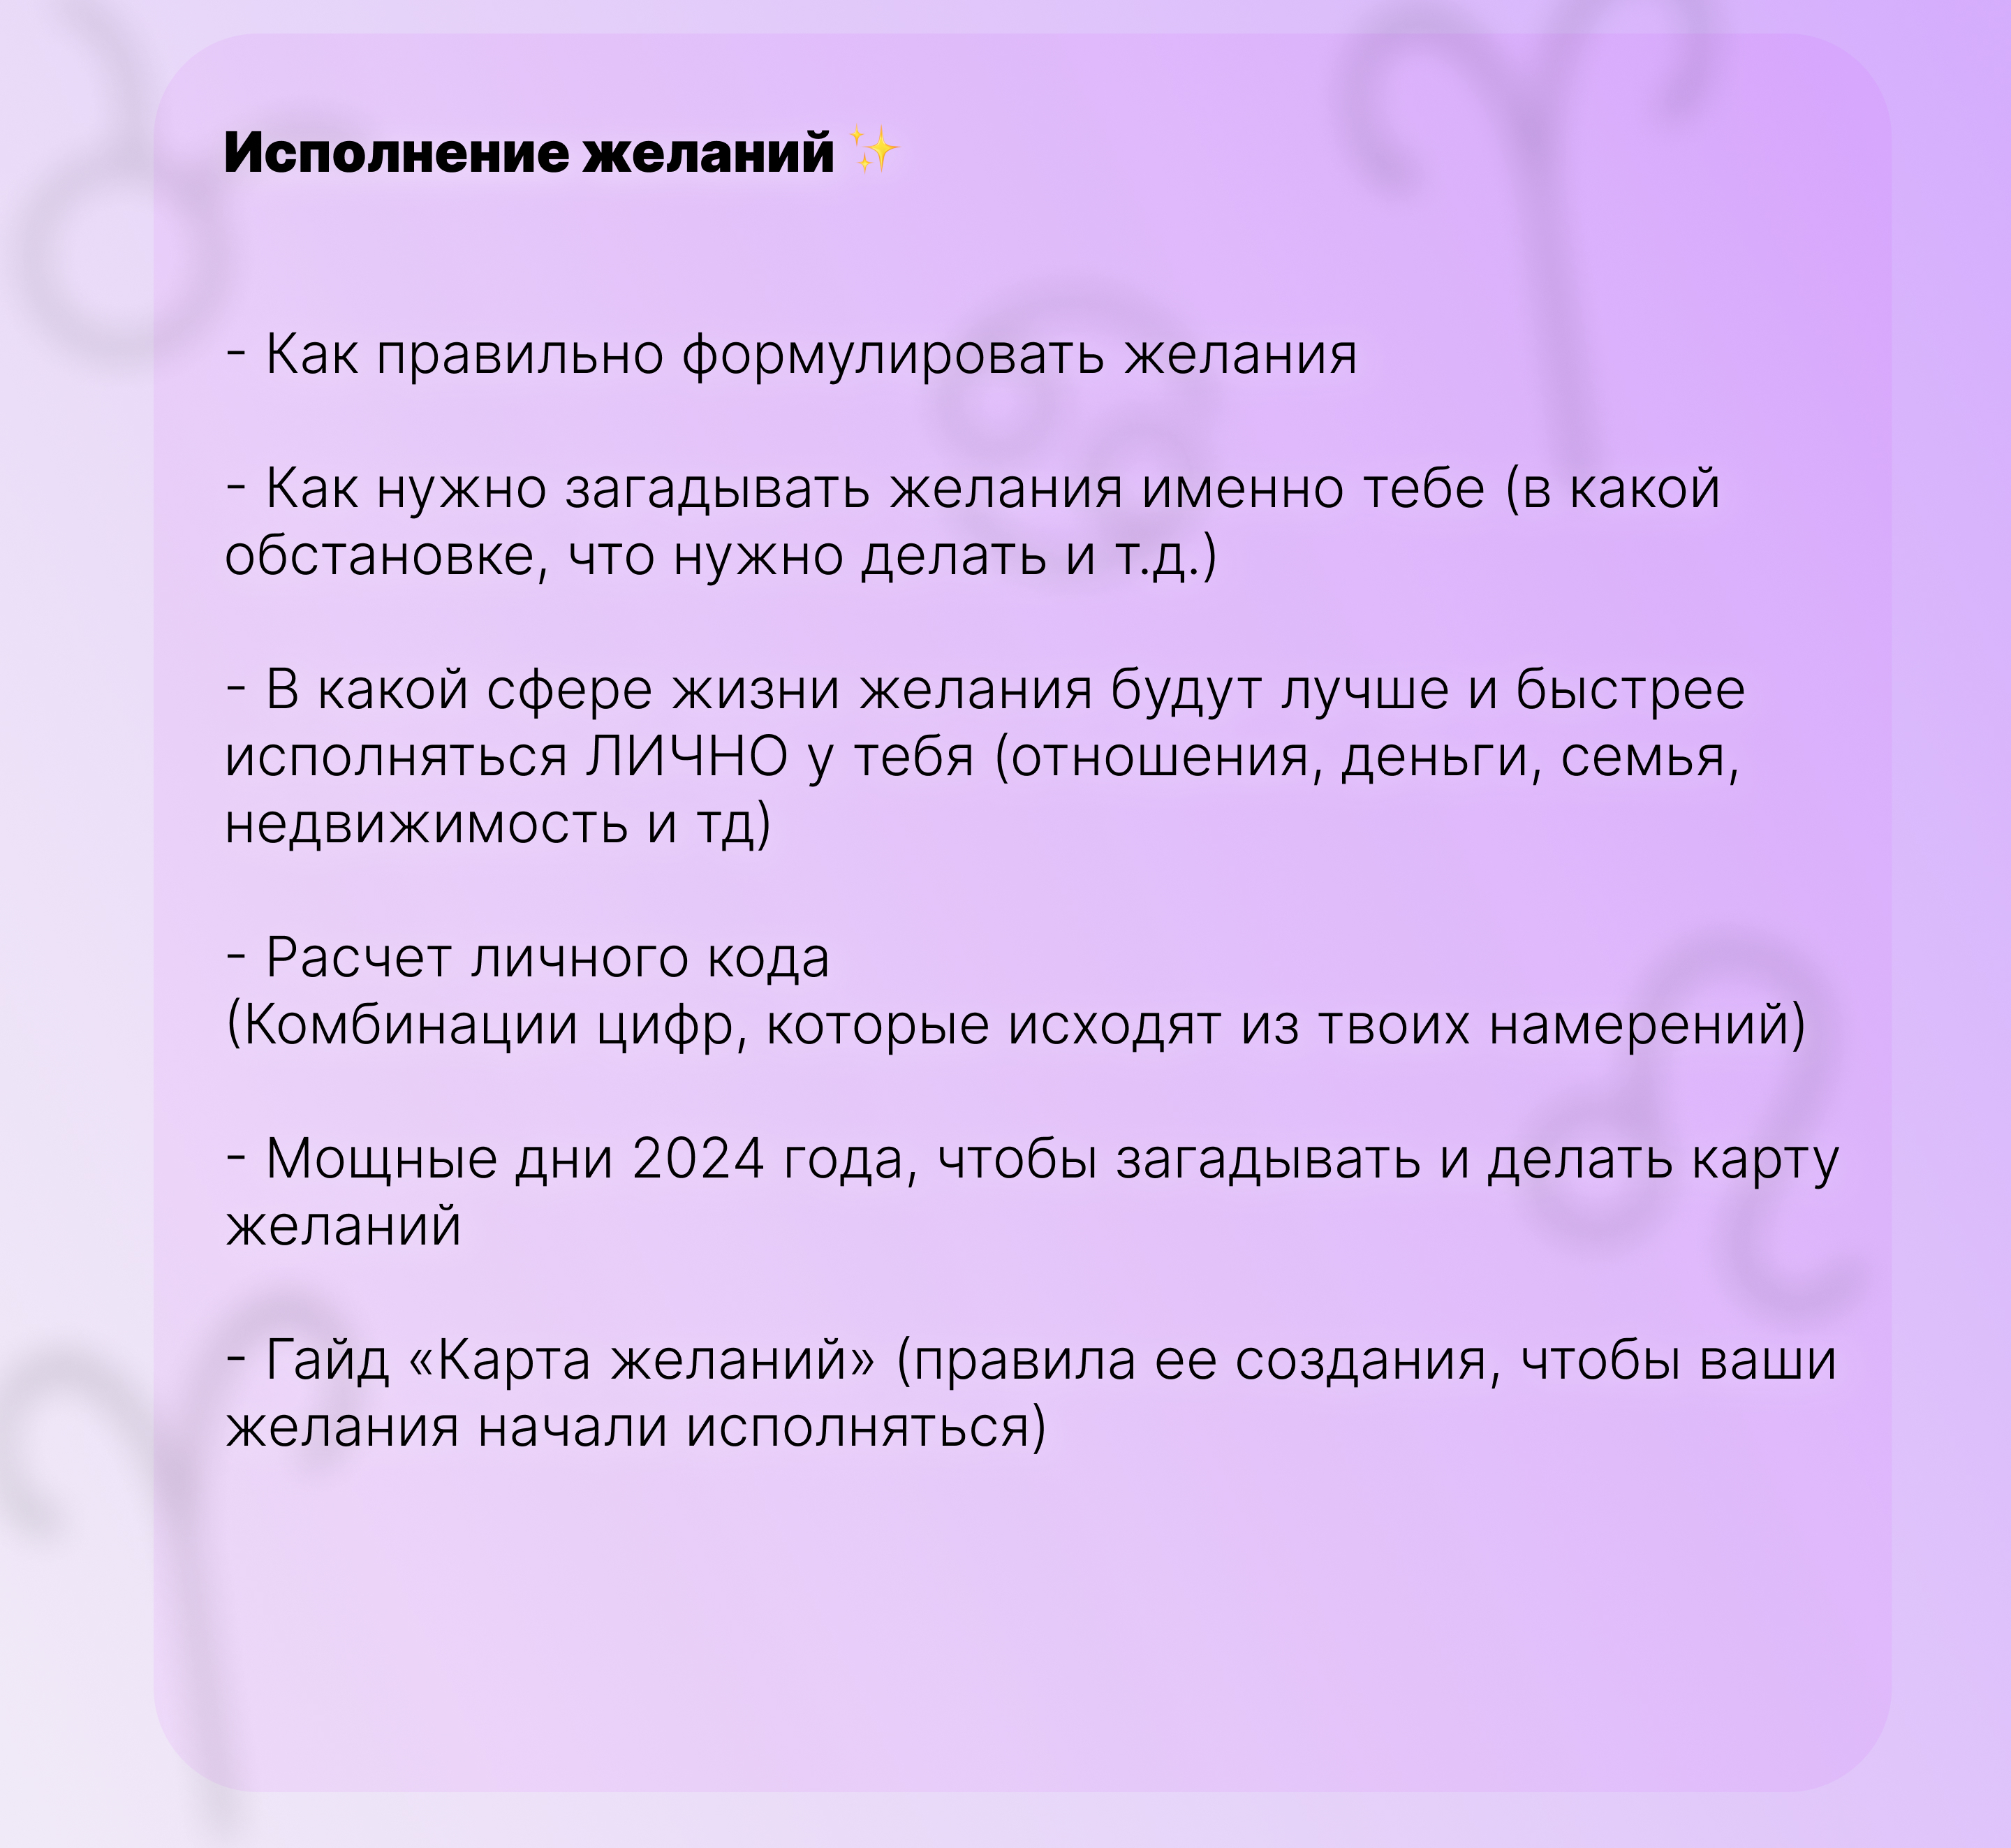 Исполнение желаний ✨
- Как правильно формулировать желания
- Как нужно загадывать желания именно тебе (в какой
обстановке, что нужно делать и т.д.)
- В какой сфере жизни желания будут лучше и быстрее
исполняться ЛИЧНО у тебя (отношения, деньги, семья,
недвижимость и тд)
- Расчет личного кода
(Комбинации цифр, которые исходят из твоих намерений)
- Мощные дни 2024 года, чтобы загадывать и делать карту
желаний
- Гайд «Карта желаний» (правила ее создания, чтобы ваши
желания начали исполняться)